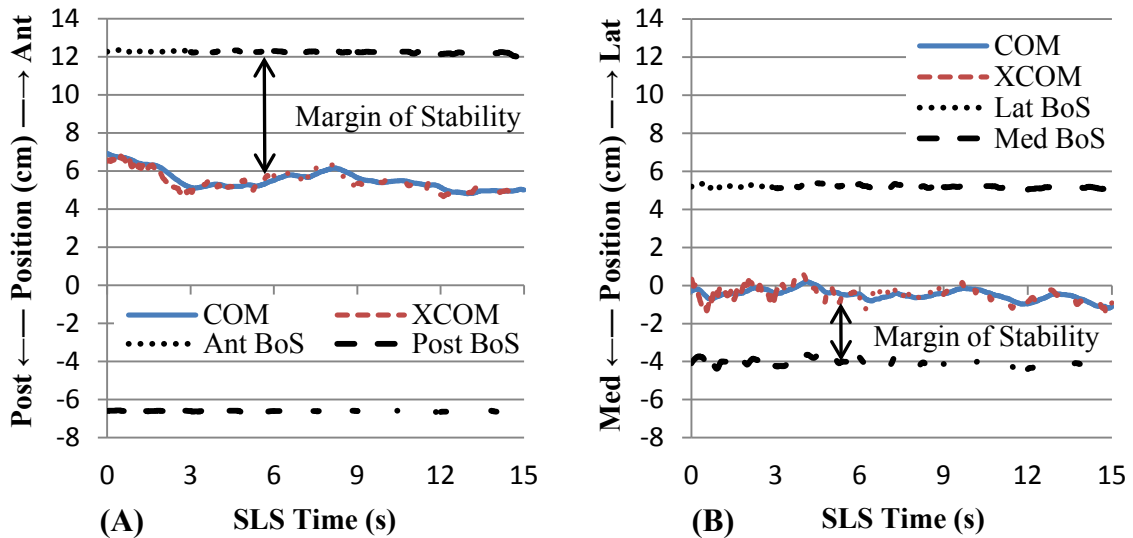 Post ←—— Position (cm) ——→ Ant
14
12
10
8
6
4
2
0
-2
-4
-6
-8
Margin of Stability
COM XCOM
Ant BoS Post BoS
0 3 6 9 12 15
(A) SLS Time (s)
Med ←—— Position (cm) ——→ Lat
14
12
10
8
6
4
2
0
-2
-4
-6
-8
COM
XCOM
Lat BoS
Med BoS
Margin of Stability
0 3 6 9 12 15
(B) SLS Time (s)